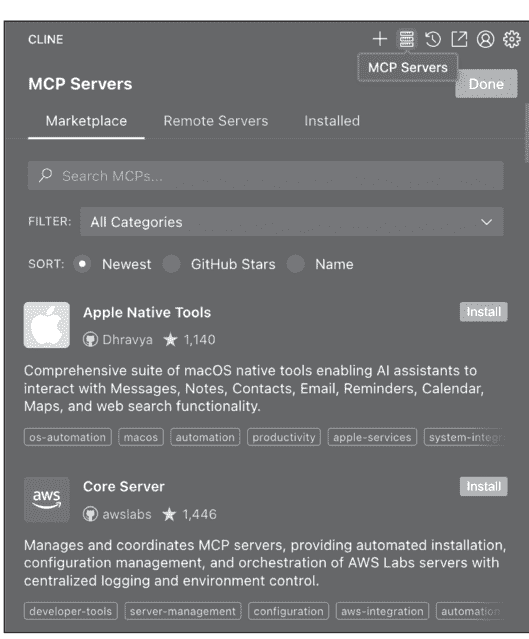 CLINE
MCP Servers
MCP Servers
Done
Marketplace Remote Servers Installed
Search MCPs...
FILTER: All Categories
SORT: Newest GitHub Stars Name
Apple Native Tools
Install
Dhravya 1,140
Comprehensive suite of macOS native tools enabling AI assistants to
interact with Messages, Notes, Contacts, Email, Reminders, Calendar,
Maps, and web search functionality.
os-automation macos automation productivity apple-services system-integr
aws
Core Server
Install
awslabs 1,446
Manages and coordinates MCP servers, providing automated installation,
configuration management, and orchestration of AWS Labs servers with
centralized logging and environment control.
developer-tools server-management configuration aws-integration automation